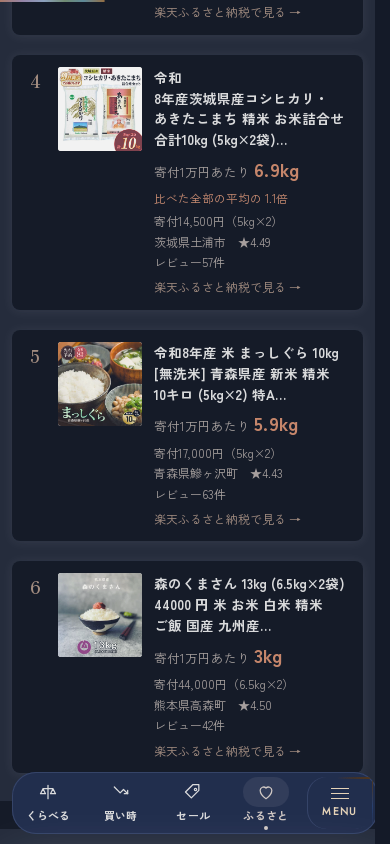 楽天ふるさと納税で見る →
4
令和
8年産茨城県産コシヒカリ・
あきたこまち 精米 お米詰合せ
合計10kg (5kg×2袋)…
寄付1万円あたり 6.9kg
比べた全部の平均の 1.1倍
寄付14,500円（5kg×2）
茨城県土浦市 ★4.49
レビュー57件
楽天ふるさと納税で見る →
5
まっしぐら
令和8年産 米 まっしぐら 10kg
[無洗米] 青森県産 新米 精米
10キロ (5kg×2) 特A…
寄付1万円あたり 5.9kg
寄付17,000円（5kg×2）
青森県鰺ヶ沢町 ★4.43
レビュー63件
楽天ふるさと納税で見る →
6
13kg
森のくまさん 13kg (6.5kg×2袋)
44000 円 米 お米 白米 精米
ご飯 国産 九州産…
寄付1万円あたり 3kg
寄付44,000円（6.5kg×2）
熊本県高森町 ★4.50
レビュー42件
楽天ふるさと納税で見る →
くらべる
買い時
セール
ふるさと
MENU